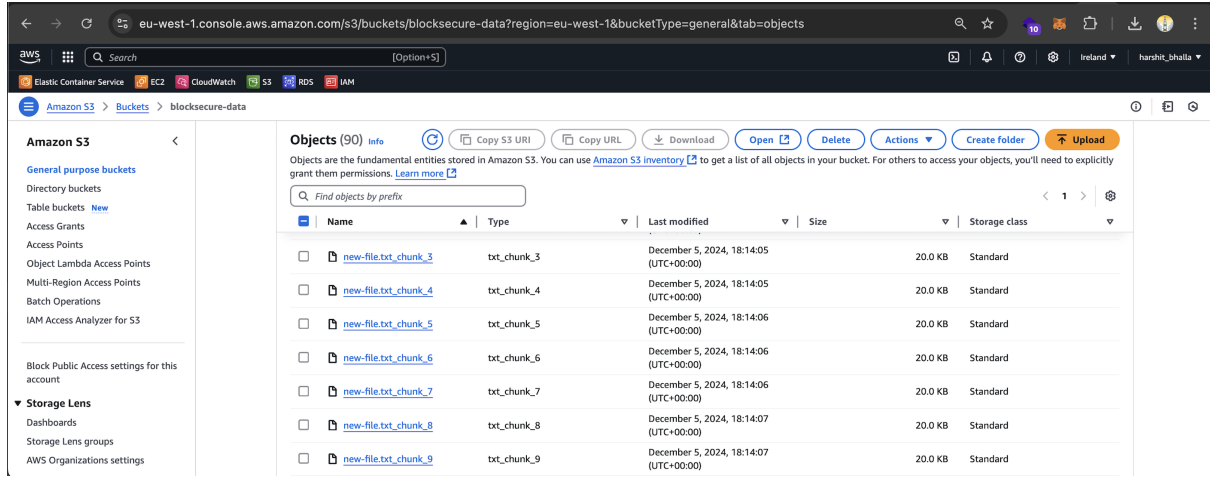 eu-west-1.console.aws.amazon.com/s3/buckets/blocksecure-data?region=eu-west-1&bucketType=general&tab=objects
10
aws
Search [Option+S]
Ireland ▼ harshit_bhalla ▼
Elastic Container Service EC2 CloudWatch S3 RDS IAM
Amazon S3 > Buckets > blocksecure-data
Amazon S3
General purpose buckets
Directory buckets
Table buckets New
Access Grants
Access Points
Object Lambda Access Points
Multi-Region Access Points
Batch Operations
IAM Access Analyzer for S3
Block Public Access settings for this
account
▼ Storage Lens
Dashboards
Storage Lens groups
AWS Organizations settings
Objects (90) Info Copy S3 URI Copy URL Download Open Delete Actions ▼ Create folder Upload
Objects are the fundamental entities stored in Amazon S3. You can use Amazon S3 inventory to get a list of all objects in your bucket. For others to access your objects, you'll need to explicitly
grant them permissions. Learn more
Find objects by prefix
< 1 >
Name Type Last modified Size Storage class
new-file.txt_chunk_3 txt_chunk_3 December 5, 2024, 18:14:05 20.0 KB Standard
(UTC+00:00)
new-file.txt_chunk_4 txt_chunk_4 December 5, 2024, 18:14:05 20.0 KB Standard
(UTC+00:00)
new-file.txt_chunk_5 txt_chunk_5 December 5, 2024, 18:14:06 20.0 KB Standard
(UTC+00:00)
new-file.txt_chunk_6 txt_chunk_6 December 5, 2024, 18:14:06 20.0 KB Standard
(UTC+00:00)
new-file.txt_chunk_7 txt_chunk_7 December 5, 2024, 18:14:06 20.0 KB Standard
(UTC+00:00)
new-file.txt_chunk_8 txt_chunk_8 December 5, 2024, 18:14:07 20.0 KB Standard
(UTC+00:00)
new-file.txt_chunk_9 txt_chunk_9 December 5, 2024, 18:14:07 20.0 KB Standard
(UTC+00:00)